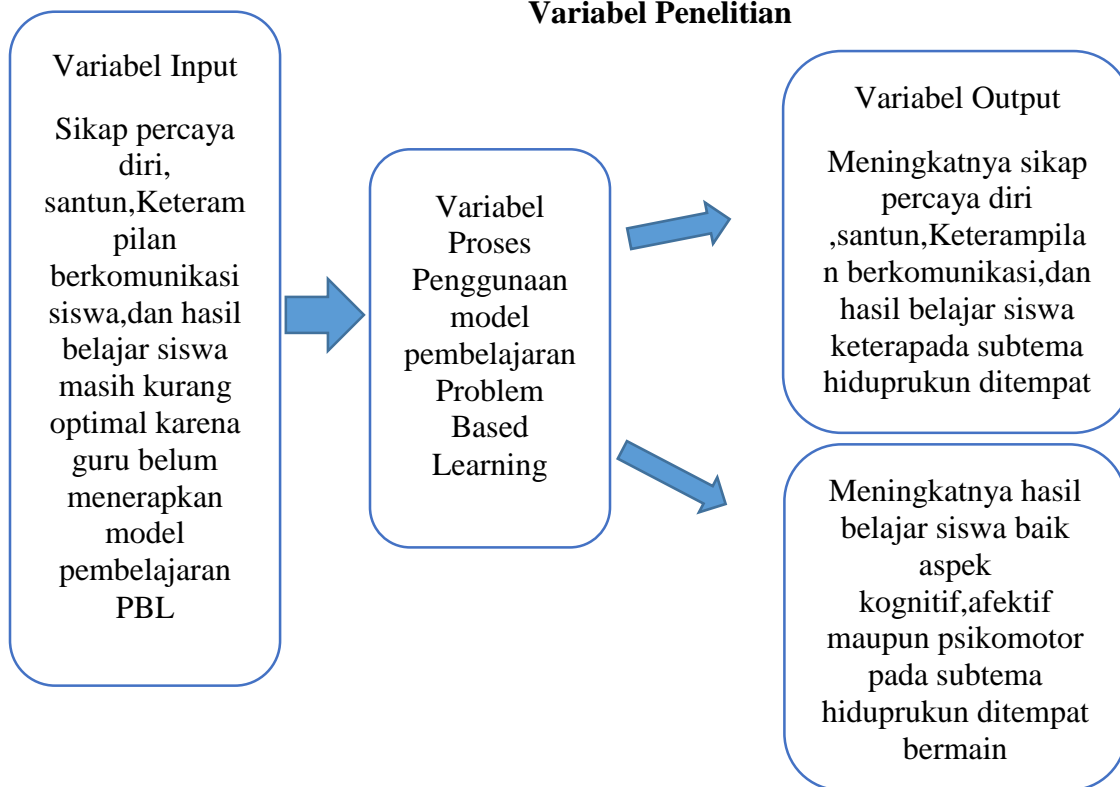 Variabel Penelitian
Variabel Input
Sikap percaya
diri,
santun,Keteram
pilan
berkomunikasi
siswa,dan hasil
belajar siswa
masih kurang
optimal karena
guru belum
menerapkan
model
pembelajaran
PBL
Variabel
Proses
Penggunaan
model
pembelajaran
Problem
Based
Learning
Variabel Output
Meningkatnya sikap
percaya diri
,santun,Keterampila
n berkomunikasi,dan
hasil belajar siswa
keterapada subtema
hiduprukun ditempat
Meningkatnya hasil
belajar siswa baik
aspek
kognitif,afektif
maupun psikomotor
pada subtema
hiduprukun ditempat
bermain